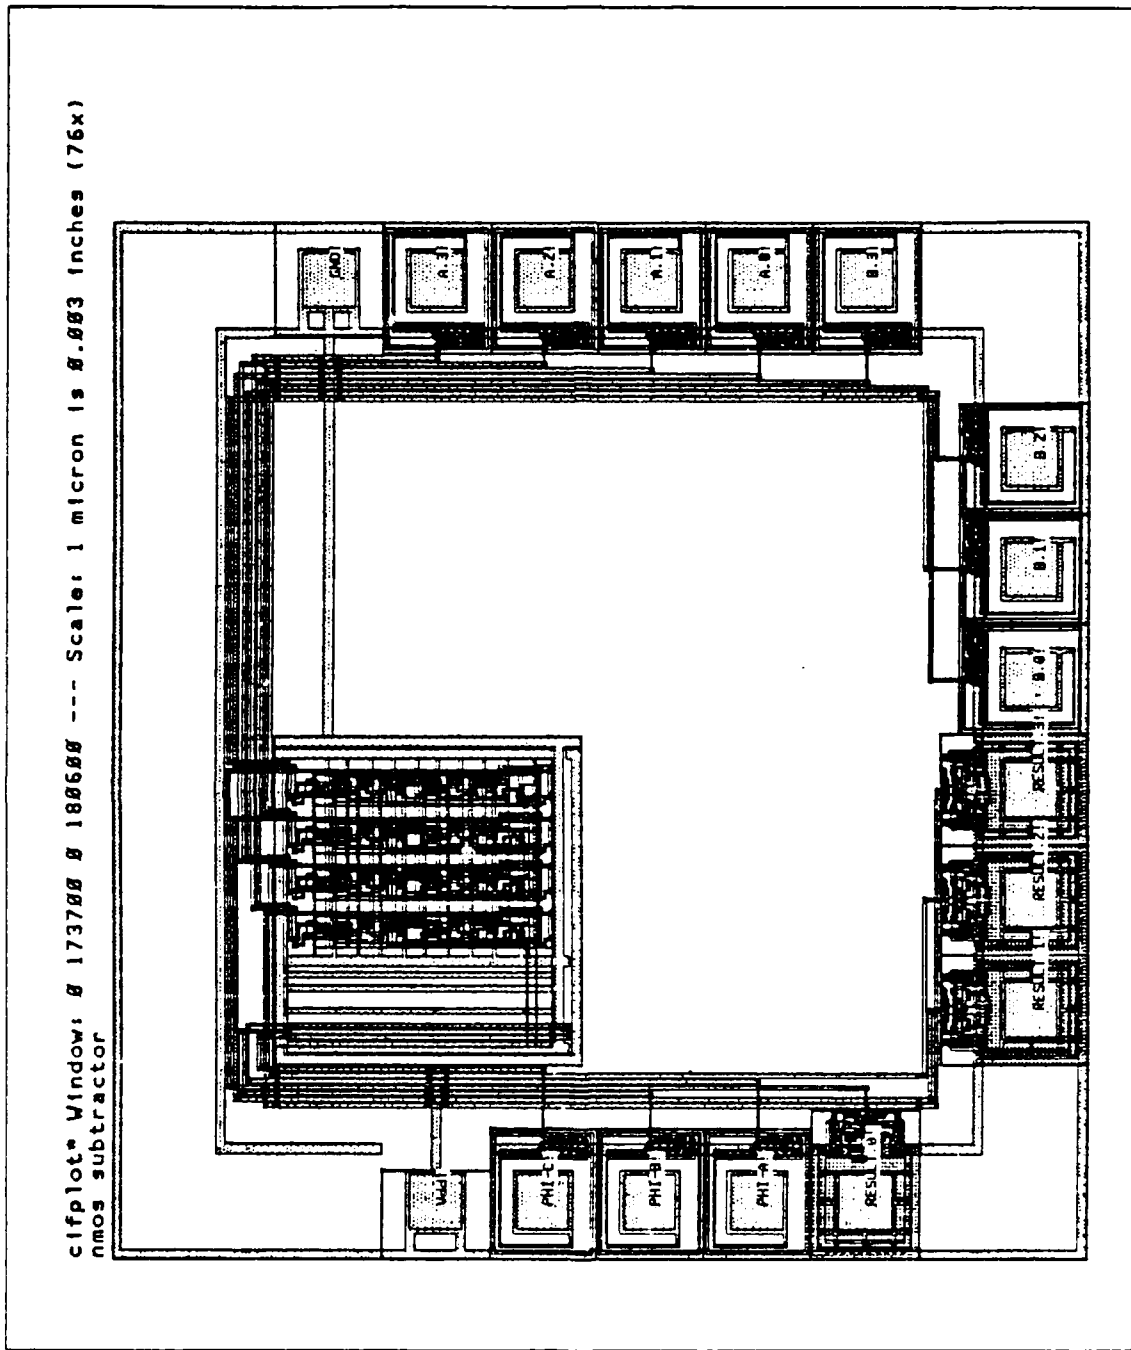 cifplot* Window: 0 173700 0 180600 --- Scale: 1 micron is 0.003 inches (76x)
nmos subtractor
GND!
A.3!
A.2!
A.1!
A.0!
B.3!
B.2!
B.1!
B.0!
RESULT.3!
RESULT.2!
RESULT.1!
RESULT.0!
PHI-A!
PHI-B!
PHI-C!